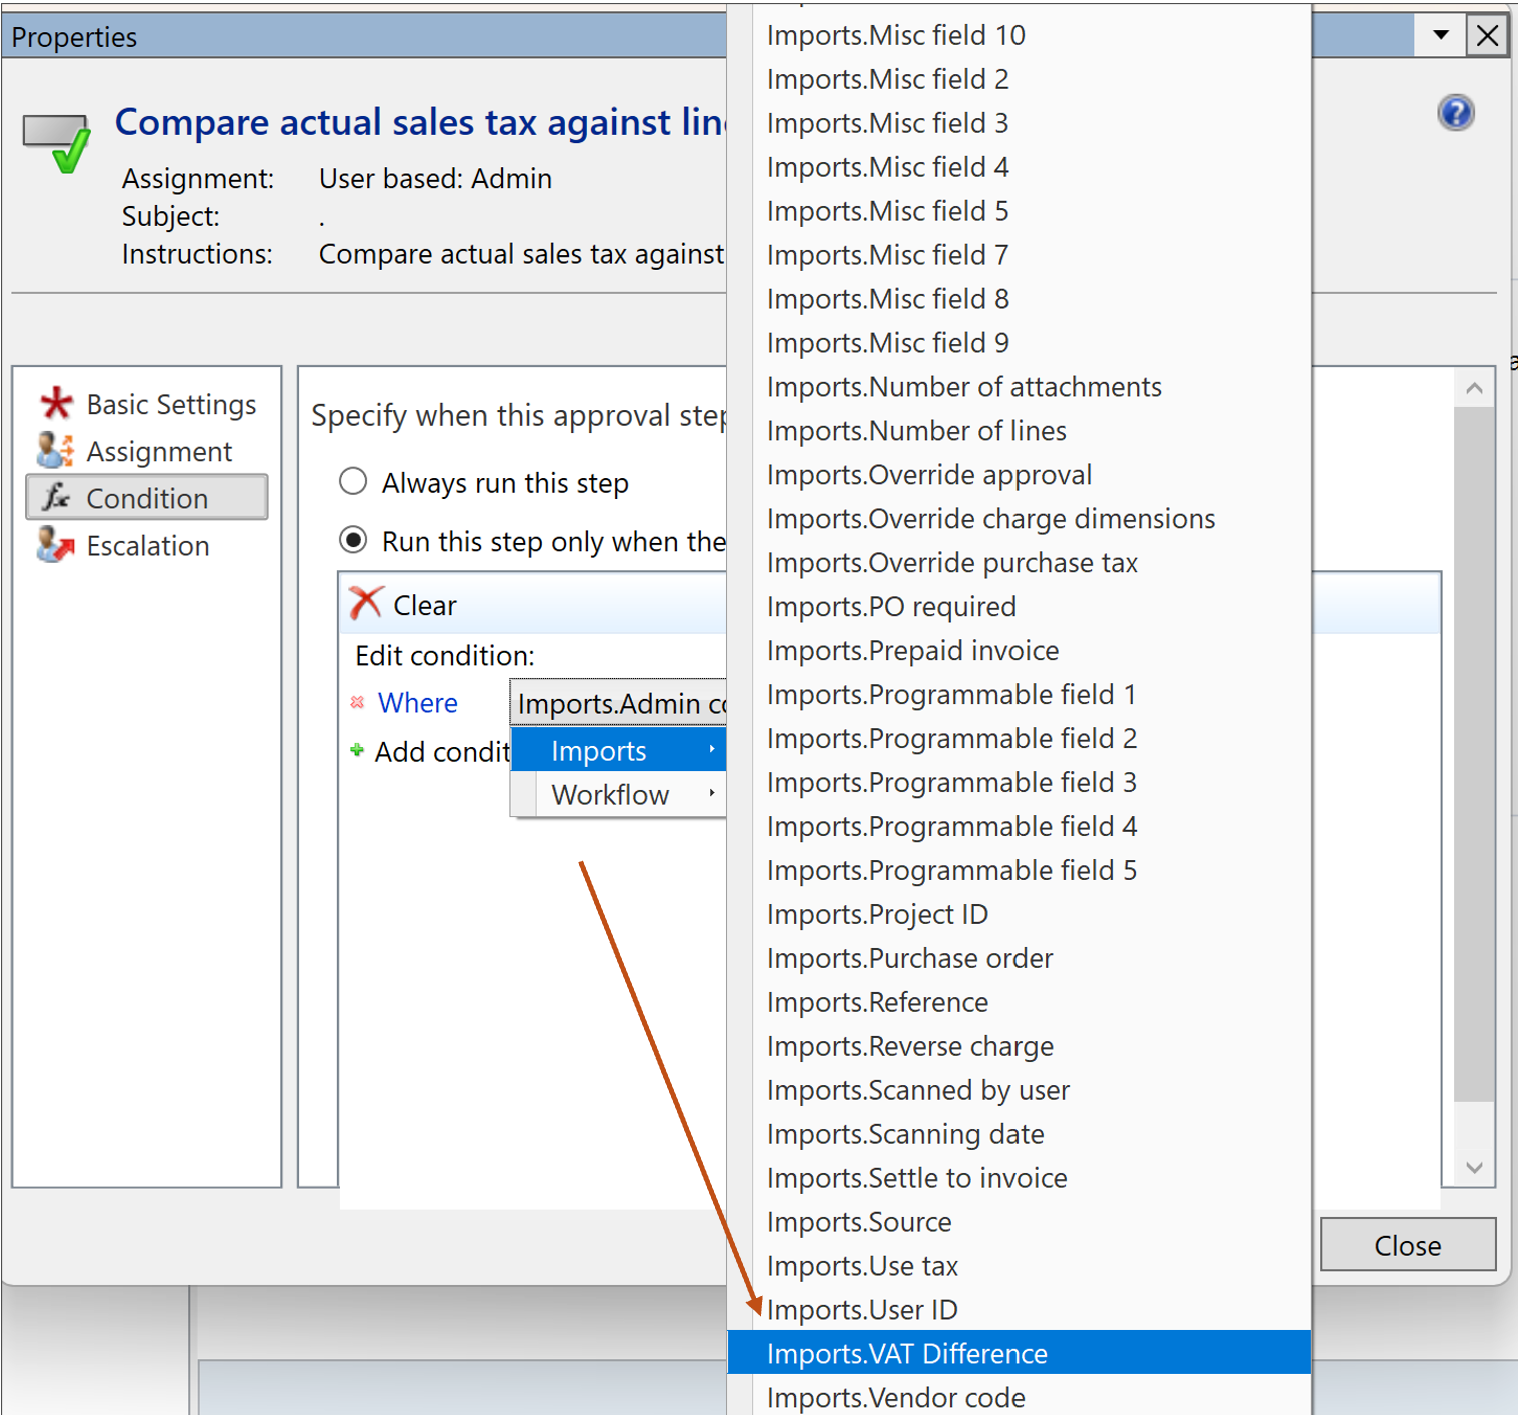 Properties
Compare actual sales tax against
Assignment: User based: Admin
Subject: .
Instructions: Compare actual sales tax against
Basic Settings
Assignment
Condition
Escalation
Specify when this approval
Always run this step
Run this step only when the
Clear
Edit condition:
Where Imports.Admin
Add
Imports
Workflow
Imports.Misc field 10
Imports.Misc field 2
Imports.Misc field 3
Imports.Misc field 4
Imports.Misc field 5
Imports.Misc field 7
Imports.Misc field 8
Imports.Misc field 9
Imports.Number of attachments
Imports.Number of lines
Imports.Override approval
Imports.Override charge dimensions
Imports.Override purchase tax
Imports.PO required
Imports.Prepaid invoice
Imports.Programmable field 1
Imports.Programmable field 2
Imports.Programmable field 3
Imports.Programmable field 4
Imports.Programmable field 5
Imports.Project ID
Imports.Purchase order
Imports.Reference
Imports.Reverse charge
Imports.Scanned by user
Imports.Scanning date
Imports.Settle to invoice
Imports.Source
Imports.Use tax
Imports.User ID
Imports.VAT Difference
Imports.Vendor code
Close